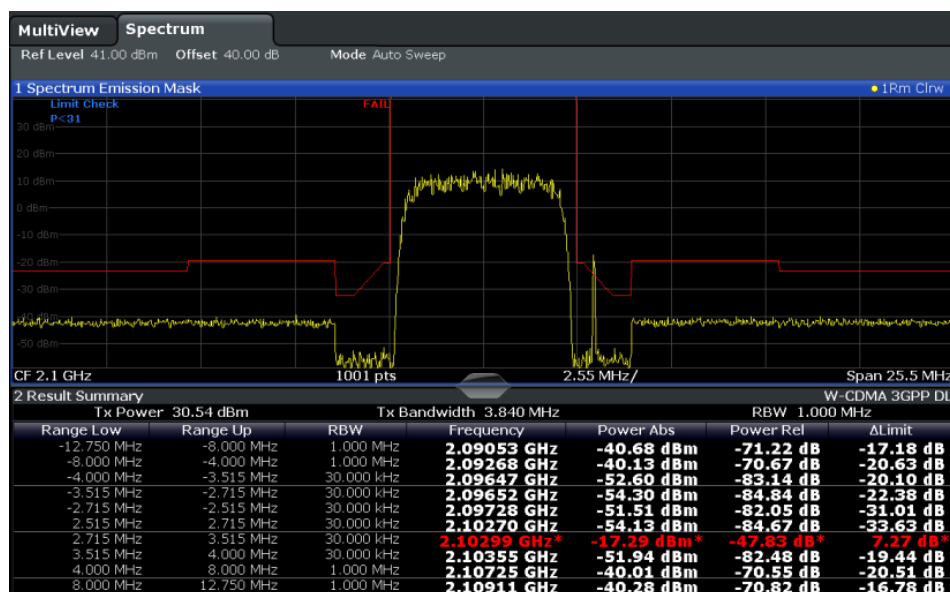 MultiView Spectrum
Ref Level 41.00 dBm Offset 40.00 dB Mode Auto Sweep
1 Spectrum Emission Mask 1Rm Clrw
Limit Check FAIL
P<31
30 dBm
20 dBm
10 dBm
0 dBm
-10 dBm
-20 dBm
-30 dBm
-40 dBm
-50 dBm
CF 2.1 GHz 1001 pts 2.55 MHz/ Span 25.5 MHz
2 Result Summary W-CDMA 3GPP DL
Tx Power 30.54 dBm Tx Bandwidth 3.840 MHz RBW 1.000 MHz
Range Low Range Up RBW Frequency Power Abs Power Rel ΔLimit
-12.750 MHz -8.000 MHz 1.000 MHz 2.09053 GHz -40.68 dBm -71.22 dB -17.18 dB
-8.000 MHz -4.000 MHz 1.000 MHz 2.09268 GHz -40.13 dBm -70.67 dB -20.63 dB
-4.000 MHz -3.515 MHz 30.000 kHz 2.09647 GHz -52.60 dBm -83.14 dB -20.10 dB
-3.515 MHz -2.715 MHz 30.000 kHz 2.09652 GHz -54.30 dBm -84.84 dB -22.38 dB
-2.715 MHz -2.515 MHz 30.000 kHz 2.09728 GHz -51.51 dBm -82.05 dB -31.01 dB
2.515 MHz 2.715 MHz 30.000 kHz 2.10270 GHz -54.13 dBm -84.67 dB -33.63 dB
2.715 MHz 3.515 MHz 30.000 kHz 2.10299 GHz* -17.29 dBm* -47.83 dB* 7.27 dB*
3.515 MHz 4.000 MHz 30.000 kHz 2.10355 GHz -51.94 dBm -82.48 dB -19.44 dB
4.000 MHz 8.000 MHz 1.000 MHz 2.10725 GHz -40.01 dBm -70.55 dB -20.51 dB
8.000 MHz 12.750 MHz 1.000 MHz 2.10911 GHz -40.28 dBm -70.82 dB -16.78 dB